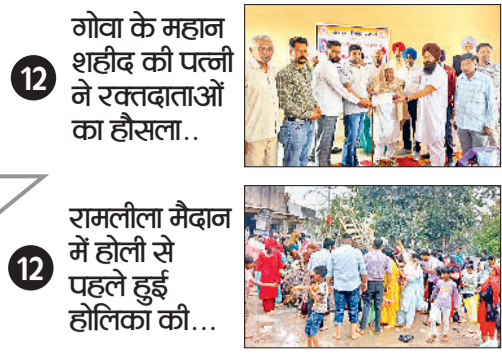 12
गोवा के महान
शहीद की पत्नी
ने रक्तदाताओं
का हौसला..
12
रामलीला मैदान
में होली से
पहले हुई
होलिका की...